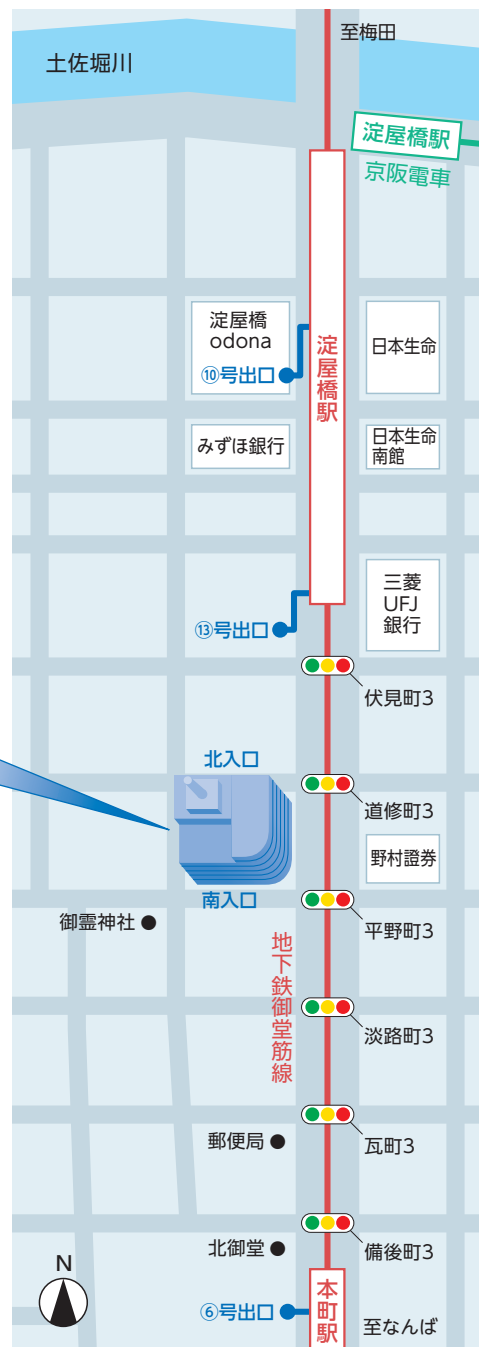 至梅田
土佐堀川
淀屋橋駅
京阪電車
淀屋橋
odona
⑩号出口
淀屋橋駅
日本生命
みずほ銀行
日本生命
南館
三菱
UFJ
銀行
⑬号出口
伏見町3
北入口
道修町3
野村證券
南入口
御霊神社
平野町3
地下鉄御堂筋線
淡路町3
郵便局
瓦町3
北御堂
備後町3
N
⑥号出口
本町駅
至なんば